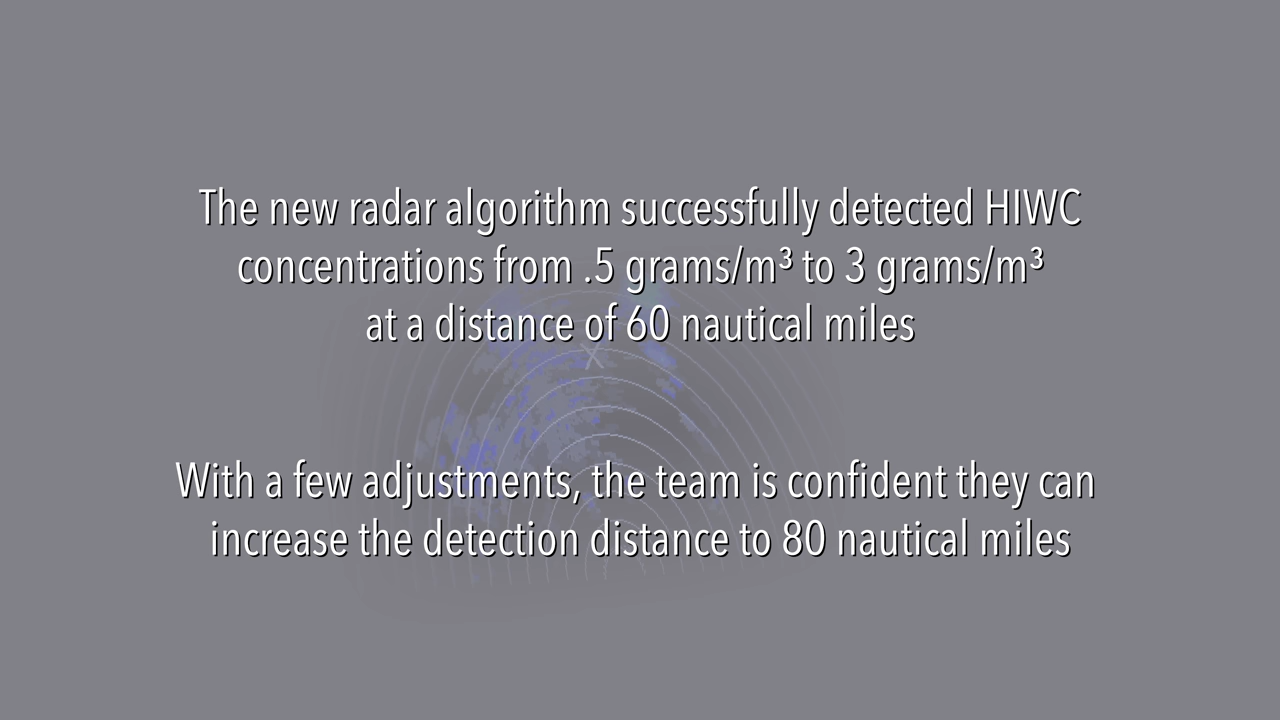 The new radar algorithm successfully detected HIWC
concentrations from .5 grams/m³ to 3 grams/m³
at a distance of 60 nautical miles
With a few adjustments, the team is confident they can
increase the detection distance to 80 nautical miles